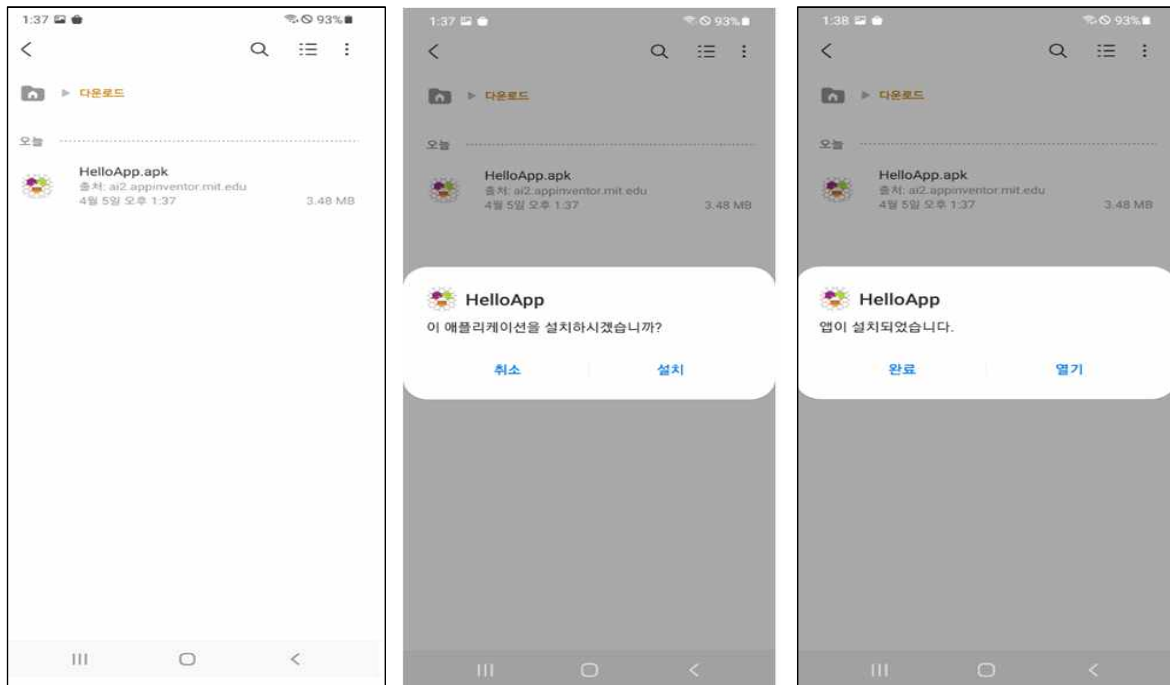 1:37
93%
다운로드
오늘
HelloApp.apk
출처: ai2.appinventor.mit.edu
4월 5일 오후 1:37
3.48 MB
1:37
93%
다운로드
오늘
HelloApp.apk
출처: ai2.appinventor.mit.edu
4월 5일 오후 1:37
3.48 MB
HelloApp
이 애플리케이션을 설치하시겠습니까?
취소
설치
1:38
93%
다운로드
오늘
HelloApp.apk
출처: ai2.appinventor.mit.edu
4월 5일 오후 1:37
3.48 MB
HelloApp
앱이 설치되었습니다.
완료
열기